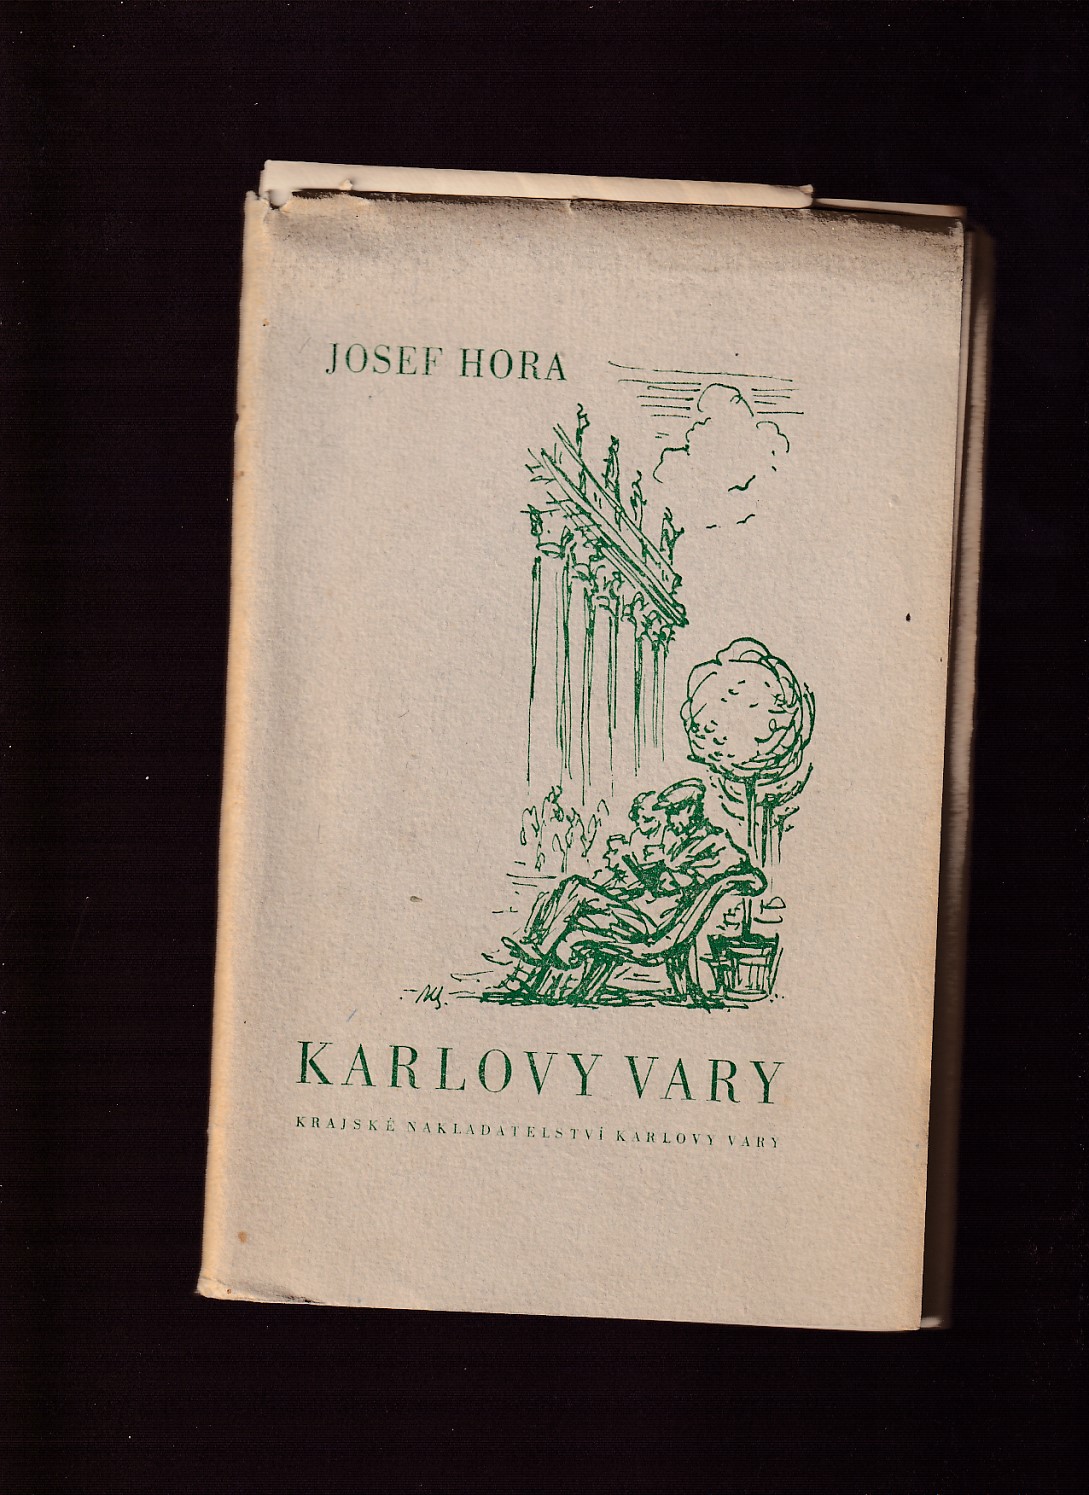 JOSEF HORA
KARLOVY VARY
KRAJSKÉ NAKLADATELSTVÍ KARLOVY VARY